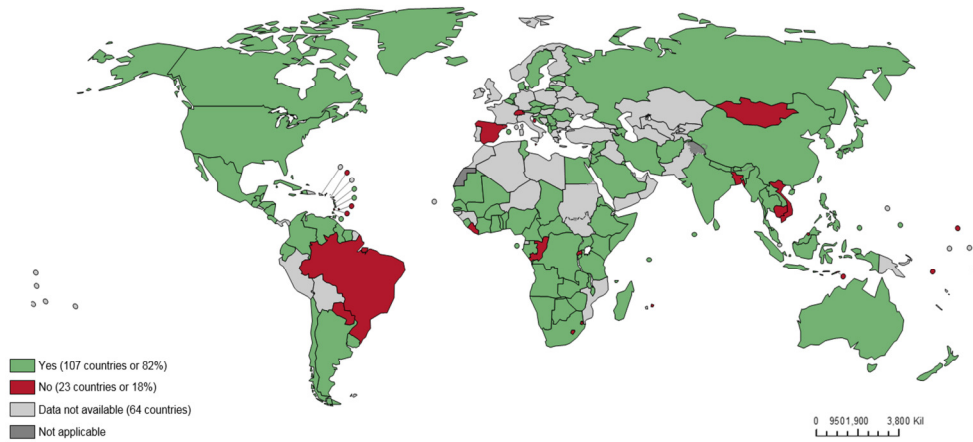 Yes (107 countries or 82%)
No (23 countries or 18%)
Data not available (64 countries)
Not applicable
0 9501,900 3,800 Kil